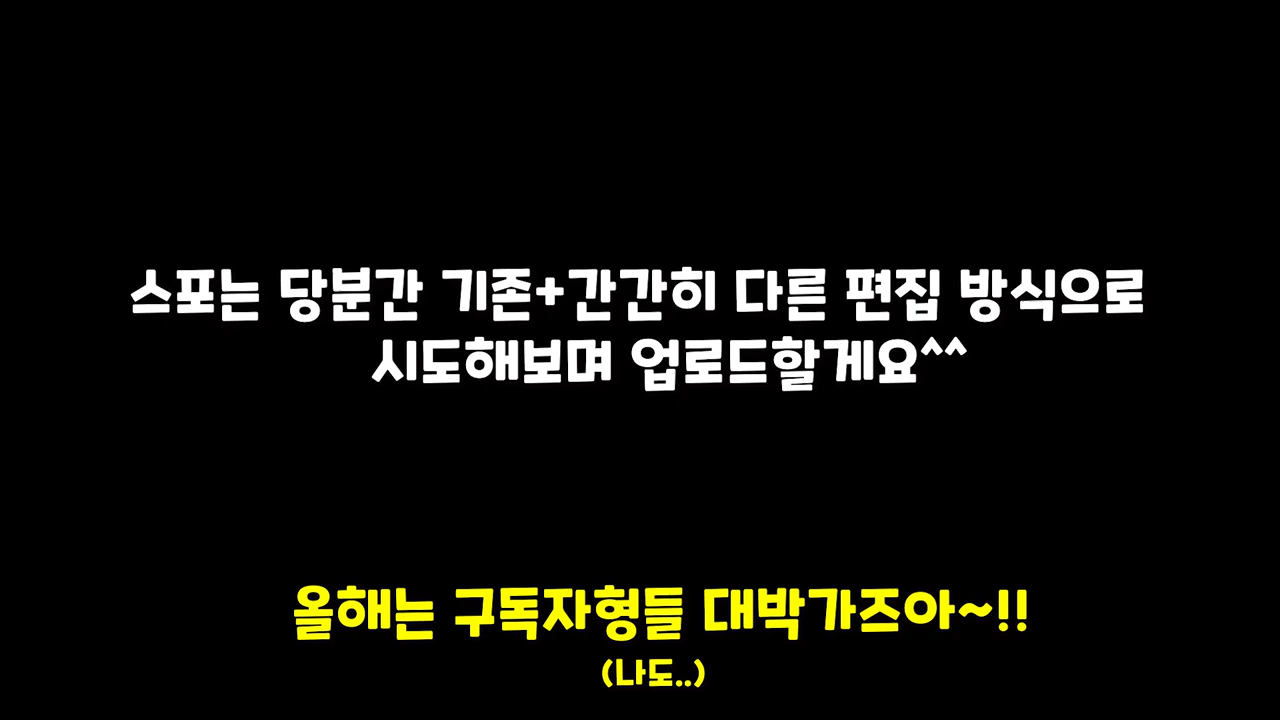 스포는 당분간 기존+간간히 다른 편집 방식으로
시도해보며 업로드할게요^^
올해는 구독자형들 대박가즈아~!!
(나도..)